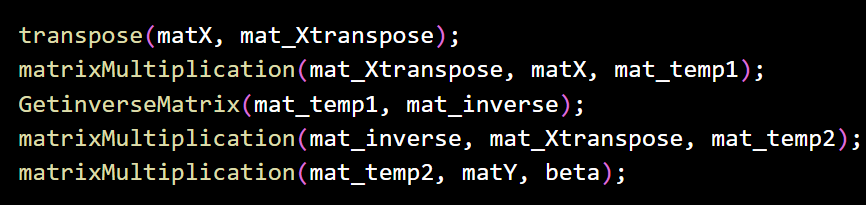 transpose(matX, mat_Xtranspose);
matrixMultiplication(mat_Xtranspose, matX, mat_temp1);
GetinverseMatrix(mat_temp1, mat_inverse);
matrixMultiplication(mat_inverse, mat_Xtranspose, mat_temp2);
matrixMultiplication(mat_temp2, matY, beta);